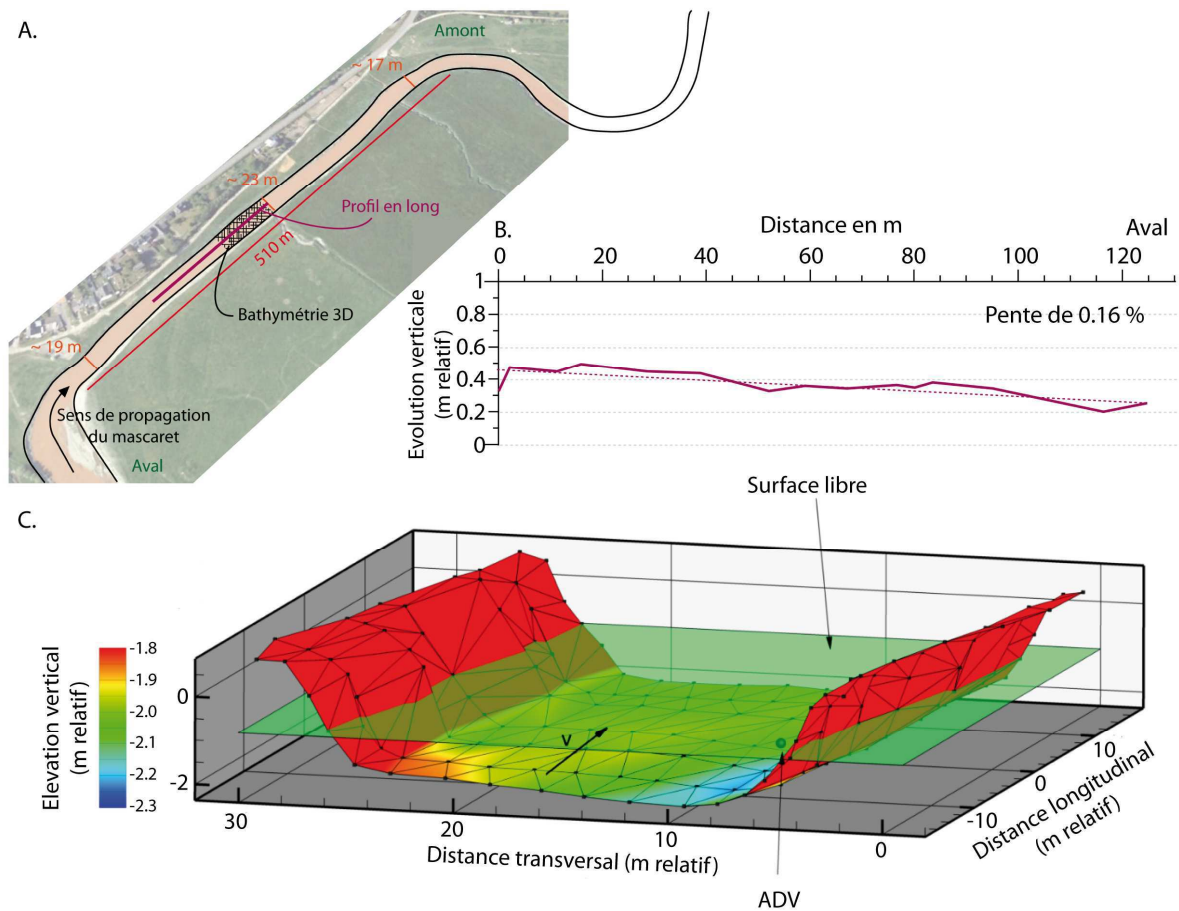 A.
Amont
~ 17 m
~ 23 m
Profil en long
510 m
Bathymétrie 3D
~ 19 m
Sens de propagation
du mascaret
Aval
B.
Distance en m
Aval
0 20 40 60 80 100 120
Evolution verticale
(m relatif)
1
0.8
0.6
0.4
0.2
0
Pente de 0.16 %
C.
Surface libre
Elevation vertical
(m relatif)
-1.8
-1.9
-2.0
-2.1
-2.2
-2.3
0
-2
V
30 20 10 0
Distance transversal (m relatif)
10
0
-10
Distance longitudinal
(m relatif)
ADV